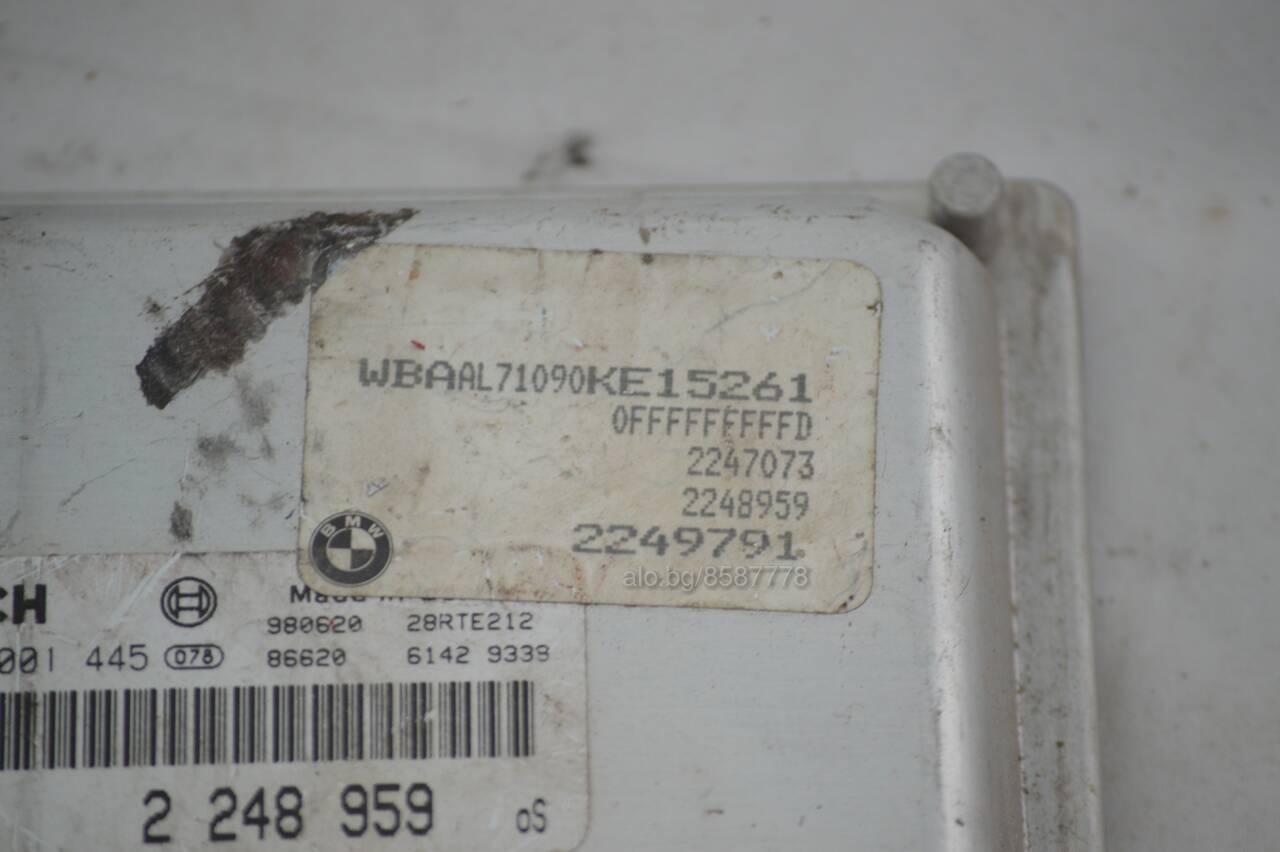 WBAAL71090KE15261
0FFFFFFFFFFD
2247073
2248959
2249791
BMW
alo.bg/8587778
CH
980620 28RTE212
001 445 078 86620 6142 9339
2 248 959 oS